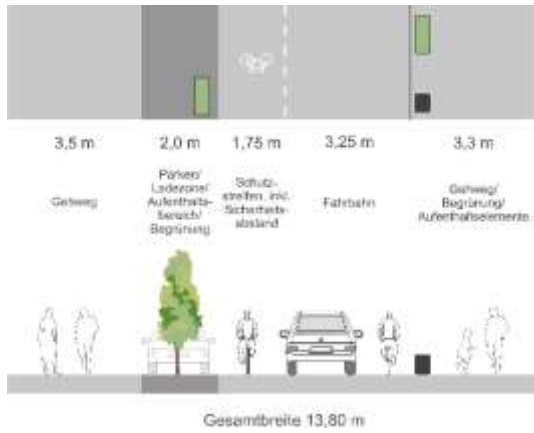 3,5 m
2,0 m
1,75 m
3,25 m
3,3 m
Gehweg
Parken/
Ladezone/
Aufenthalts-
bereich/
Begrünung
Schutz-
streifen, inkl.
Sicherheits-
abstand
Fahrbahn
Gehweg/
Begrünung/
Aufenthaltselemente
Gesamtbreite 13,80 m